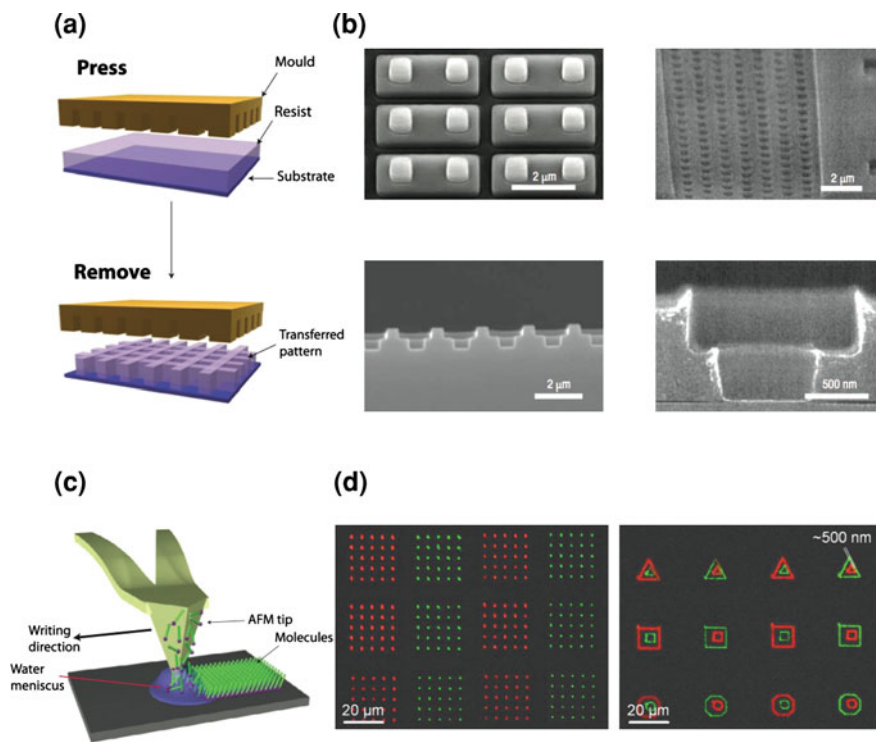 (a)
Press
Mould
Resist
Substrate
Remove
Transferred
pattern
(b)
2 µm
2 µm
2 µm
500 nm
(c)
Writing
direction
AFM tip
Molecules
Water
meniscus
(d)
20 µm
~500 nm
20 µm